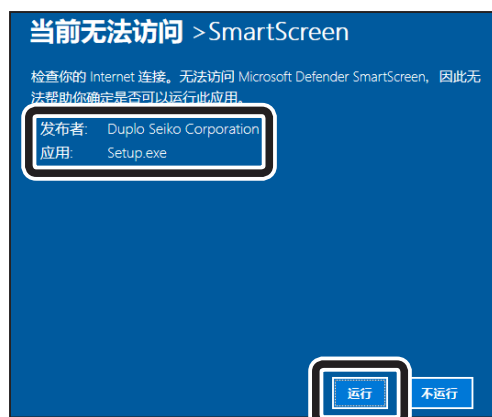 当前无法访问 >SmartScreen
检查你的 Internet 连接。无法访问 Microsoft Defender SmartScreen，因此无
法帮助你确定是否可以运行此应用。
发布者: Duplo Seiko Corporation
应用: Setup.exe
运行 不运行